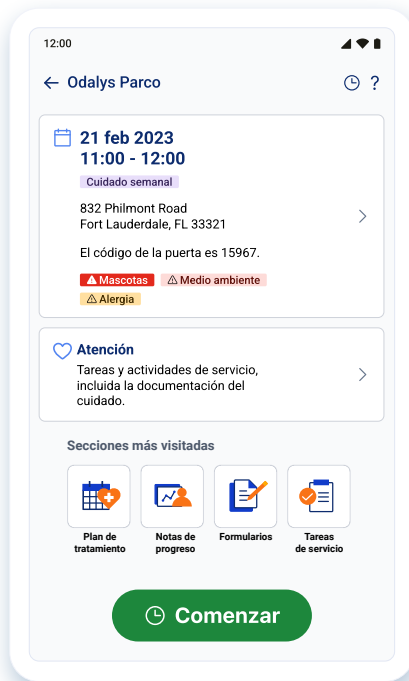 12:00
Odalys Parco
?
21 feb 2023
11:00 - 12:00
Cuidado semanal
832 Philmont Road
Fort Lauderdale, FL 33321
El código de la puerta es 15967.
Mascotas Medio ambiente
Alergia
Atención
Tareas y actividades de servicio,
incluida la documentación del
cuidado.
Secciones más visitadas
Plan de
tratamiento
Notas de
progreso
Formularios
Tareas
de servicio
Comenzar